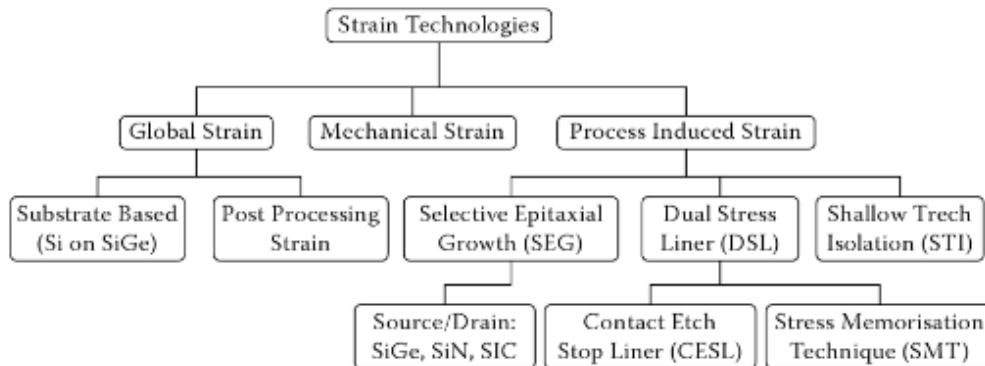 Strain Technologies
Global Strain
Mechanical Strain
Process Induced Strain
Substrate Based
(Si on SiGe)
Post Processing
Strain
Selective Epitaxial
Growth (SEG)
Dual Stress
Liner (DSL)
Shallow Trech
Isolation (STI)
Source/Drain:
SiGe, SiN, SIC
Contact Etch
Stop Liner (CESL)
Stress Memorisation
Technique (SMT)